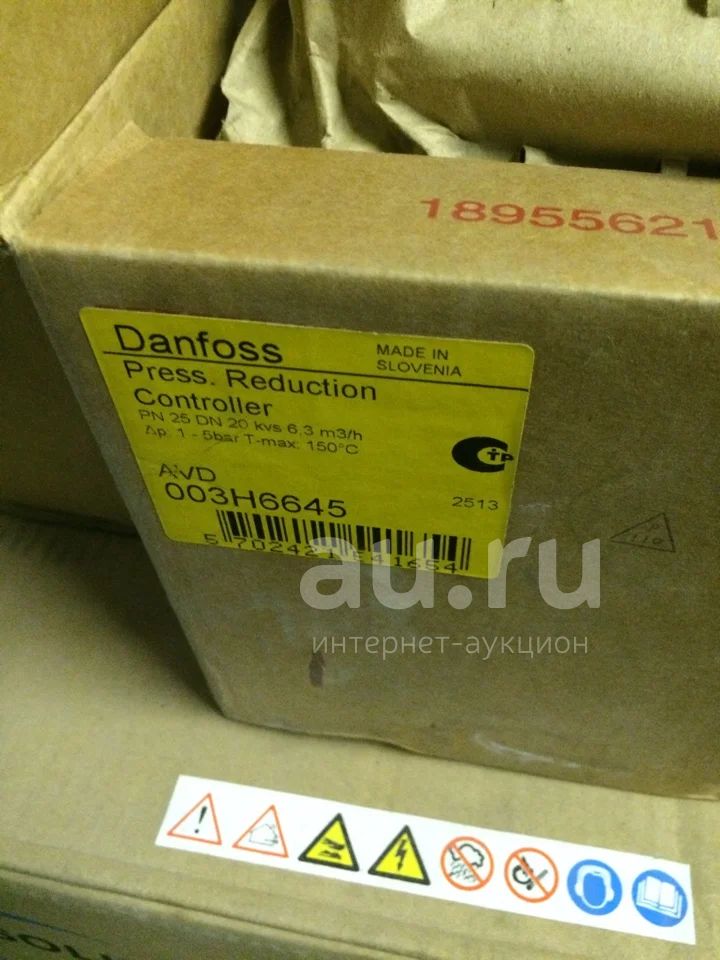 18955621
Danfoss
MADE IN
SLOVENIA
Press. Reduction
Controller
PN 25 DN 20 kvs 6,3 m3/h
Δp: 1 - 5bar T-max: 150°C
AVD
003H6645
2513
au.ru
интернет-аукцион